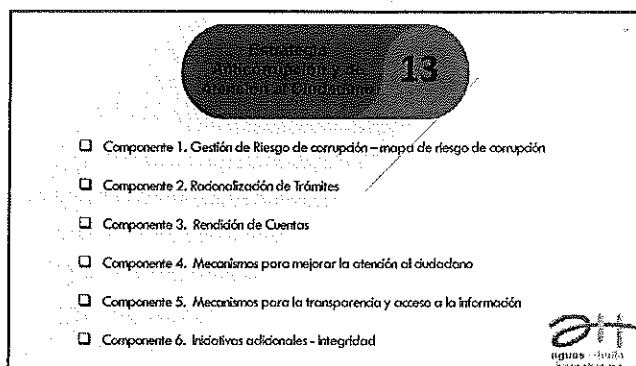 Estrategia
Anticorrupción y de
Atención al Ciudadano
13
❑ Componente 1. Gestión de Riesgo de corrupción – mapa de riesgo de corrupción
❑ Componente 2. Racionalización de Trámites
❑ Componente 3. Rendición de Cuentas
❑ Componente 4. Mecanismos para mejorar la atención al ciudadano
❑ Componente 5. Mecanismos para la transparencia y acceso a la información
❑ Componente 6. Iniciativas adicionales - Integridad
aguas